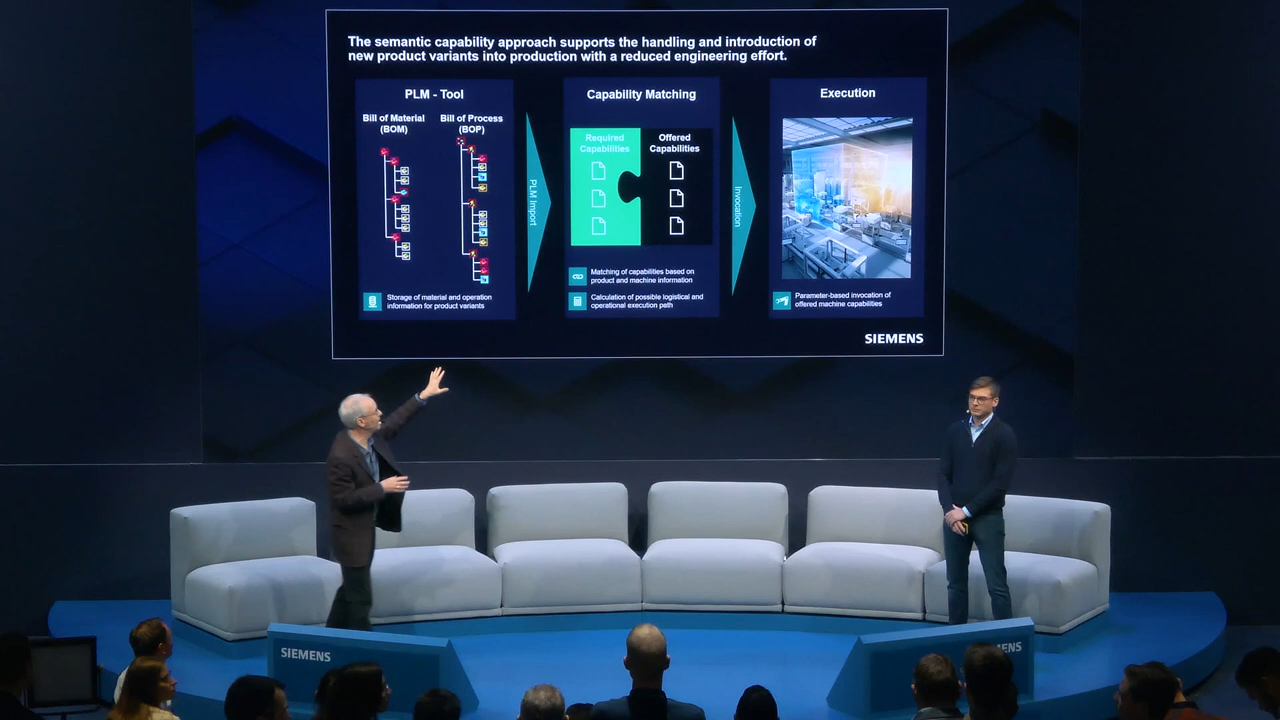 The semantic capability approach supports the handling and introduction of
new product variants into production with a reduced engineering effort.
PLM - Tool
Bill of Material
(BOM)
Bill of Process
(BOP)
Storage of material and operation
information for product variants
PLM Import
Capability Matching
Required
Capabilities
Offered
Capabilities
Matching of capabilities based on
product and machine information
Calculation of possible logistical and
operational execution path
Invocation
Execution
Parameter-based invocation of
offered machine capabilities
SIEMENS
SIEMENS
ENS